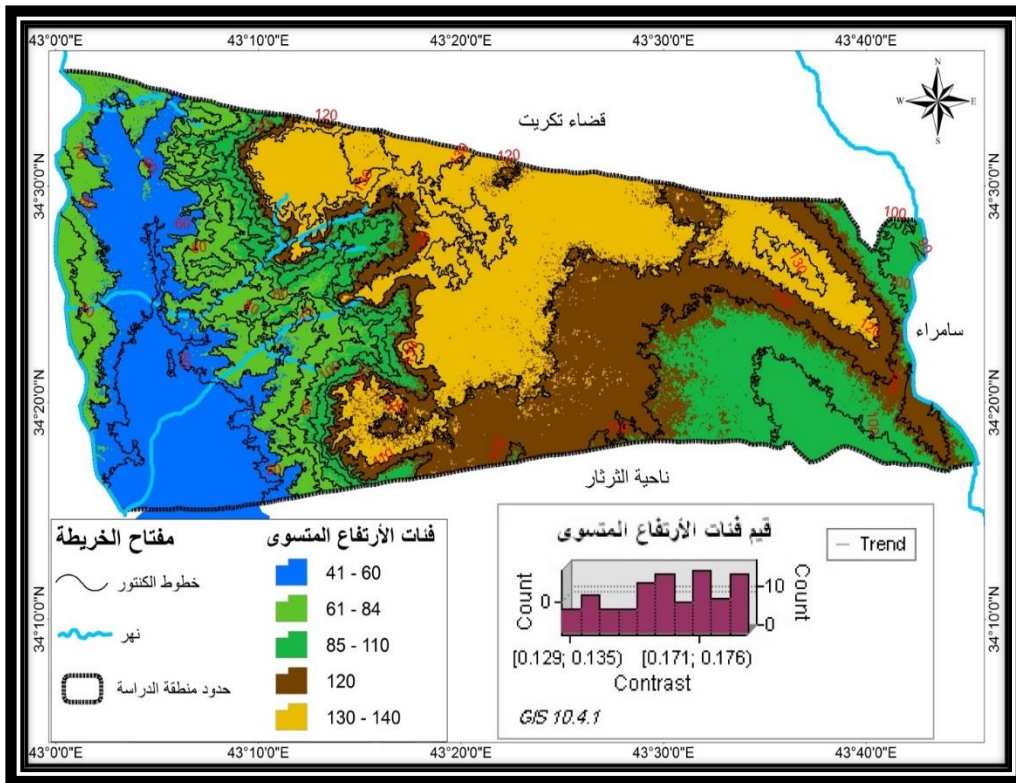 43°0'0"E 43°10'0"E 43°20'0"E 43°30'0"E 43°40'0"E
34°30'0"N
34°20'0"N
34°10'0"N
34°30'0"N
34°20'0"N
34°10'0"N
N
W E
S
قضاء تكريت
سامراء
ناحية الثرثار
120
120
100
130
60
100
مفتاح الخريطة
خطوط الكنتور
نهر
حدود منطقة الدراسة
فئات الأرتفاع المتسوى
41 - 60
61 - 84
85 - 110
120
130 - 140
قيم فئات الأرتفاع المتسوى
Trend
Count
0
10
0
Count
[0.129; 0.135) [0.171; 0.176)
Contrast
GIS 10.4.1
43°0'0"E 43°10'0"E 43°20'0"E 43°30'0"E 43°40'0"E